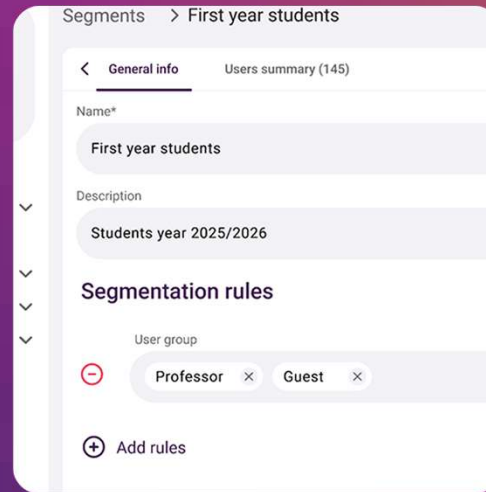 Segments > First year students
General info Users summary (145)
Name*
First year students
Description
Students year 2025/2026
Segmentation rules
User group
Professor × Guest ×
Add rules